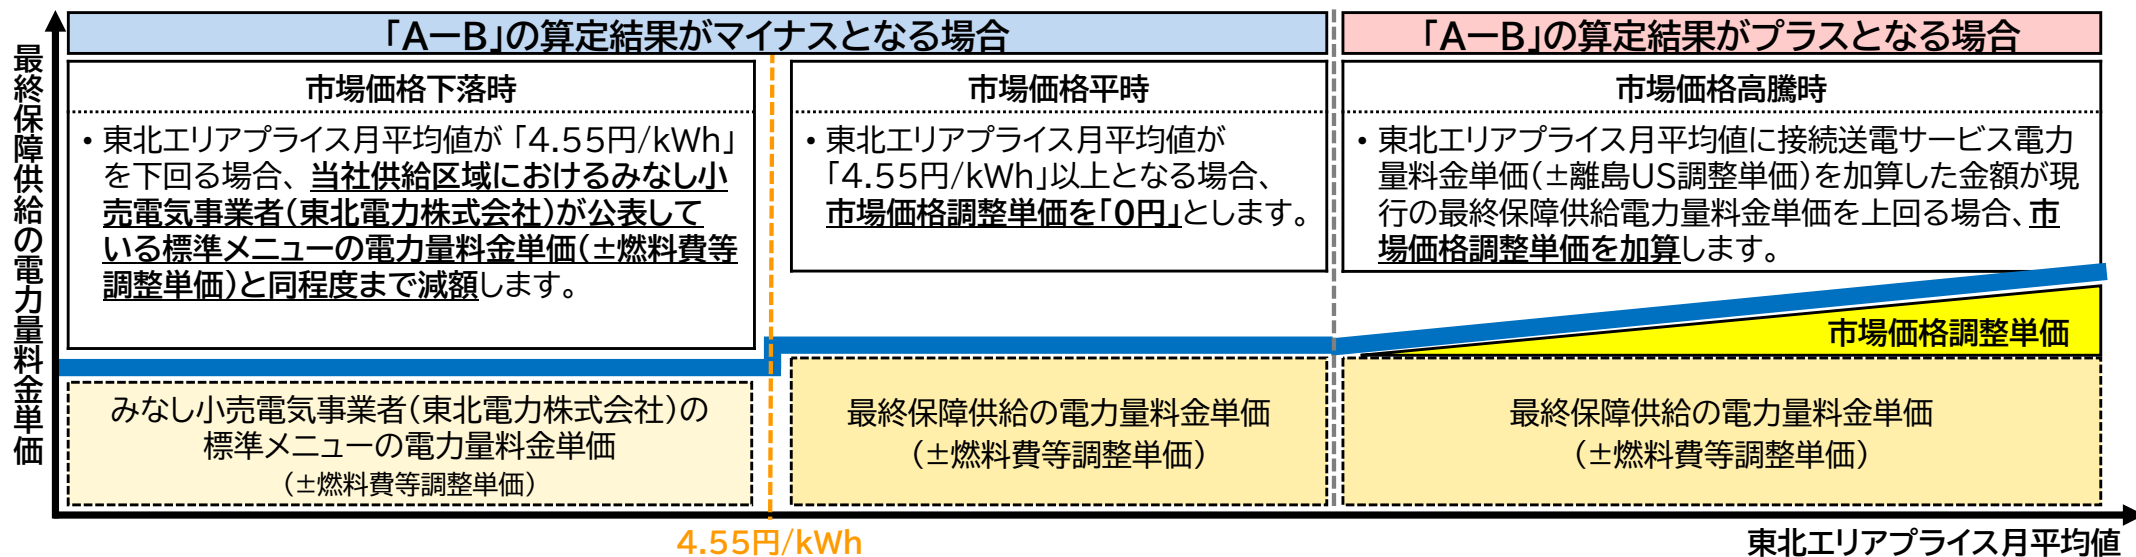 最終保障供給の電力量料金単価
「A－B」の算定結果がマイナスとなる場合
市場価格下落時
・東北エリアプライス月平均値が「4.55円/kWh」
を下回る場合、当社供給区域におけるみなし小
売電気事業者(東北電力株式会社)が公表して
いる標準メニューの電力量料金単価(±燃料費等
調整単価)と同程度まで減額します。
市場価格平時
・東北エリアプライス月平均値が
「4.55円/kWh」以上となる場合、
市場価格調整単価を「0円」とします。
「A－B」の算定結果がプラスとなる場合
市場価格高騰時
・東北エリアプライス月平均値に接続送電サービス電力
量料金単価(±離島US調整単価)を加算した金額が現
行の最終保障供給電力量料金単価を上回る場合、市
場価格調整単価を加算します。
市場価格調整単価
みなし小売電気事業者(東北電力株式会社)の
標準メニューの電力量料金単価
(±燃料費等調整単価)
最終保障供給の電力量料金単価
(±燃料費等調整単価)
最終保障供給の電力量料金単価
(±燃料費等調整単価)
4.55円/kWh
東北エリアプライス月平均値